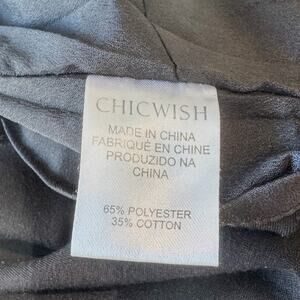 CHICWISH
MADE IN CHINA
FABRIQUÉ EN CHINE
PRODUZIDO NA
CHINA
65% POLYESTER
35% COTTON